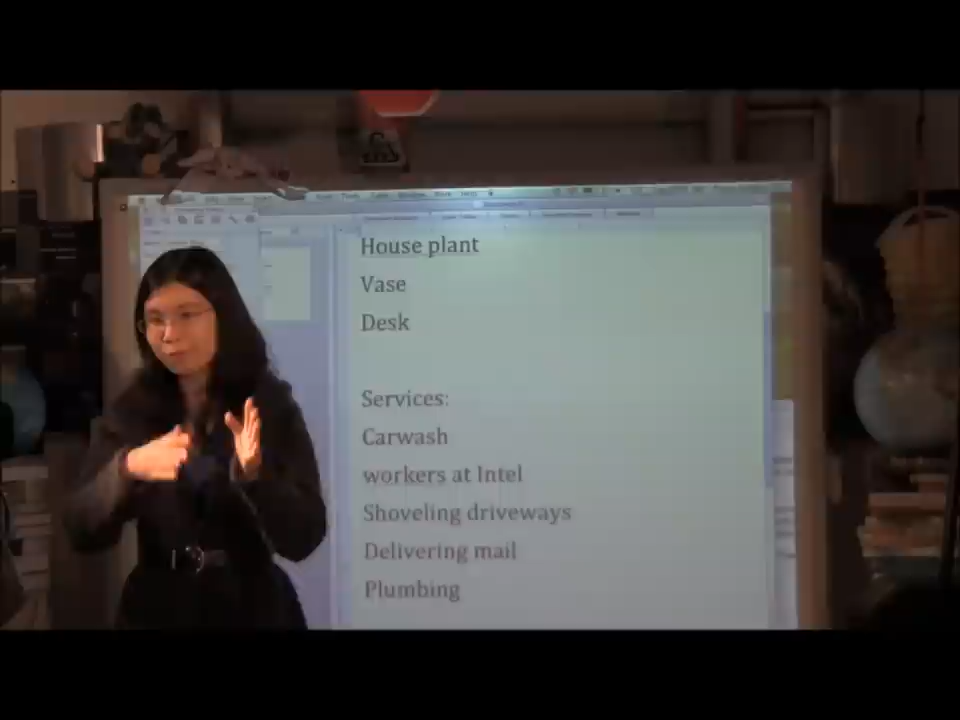 House plant
Vase
Desk
Services:
Carwash
workers at Intel
Shoveling driveways
Delivering mail
Plumbing